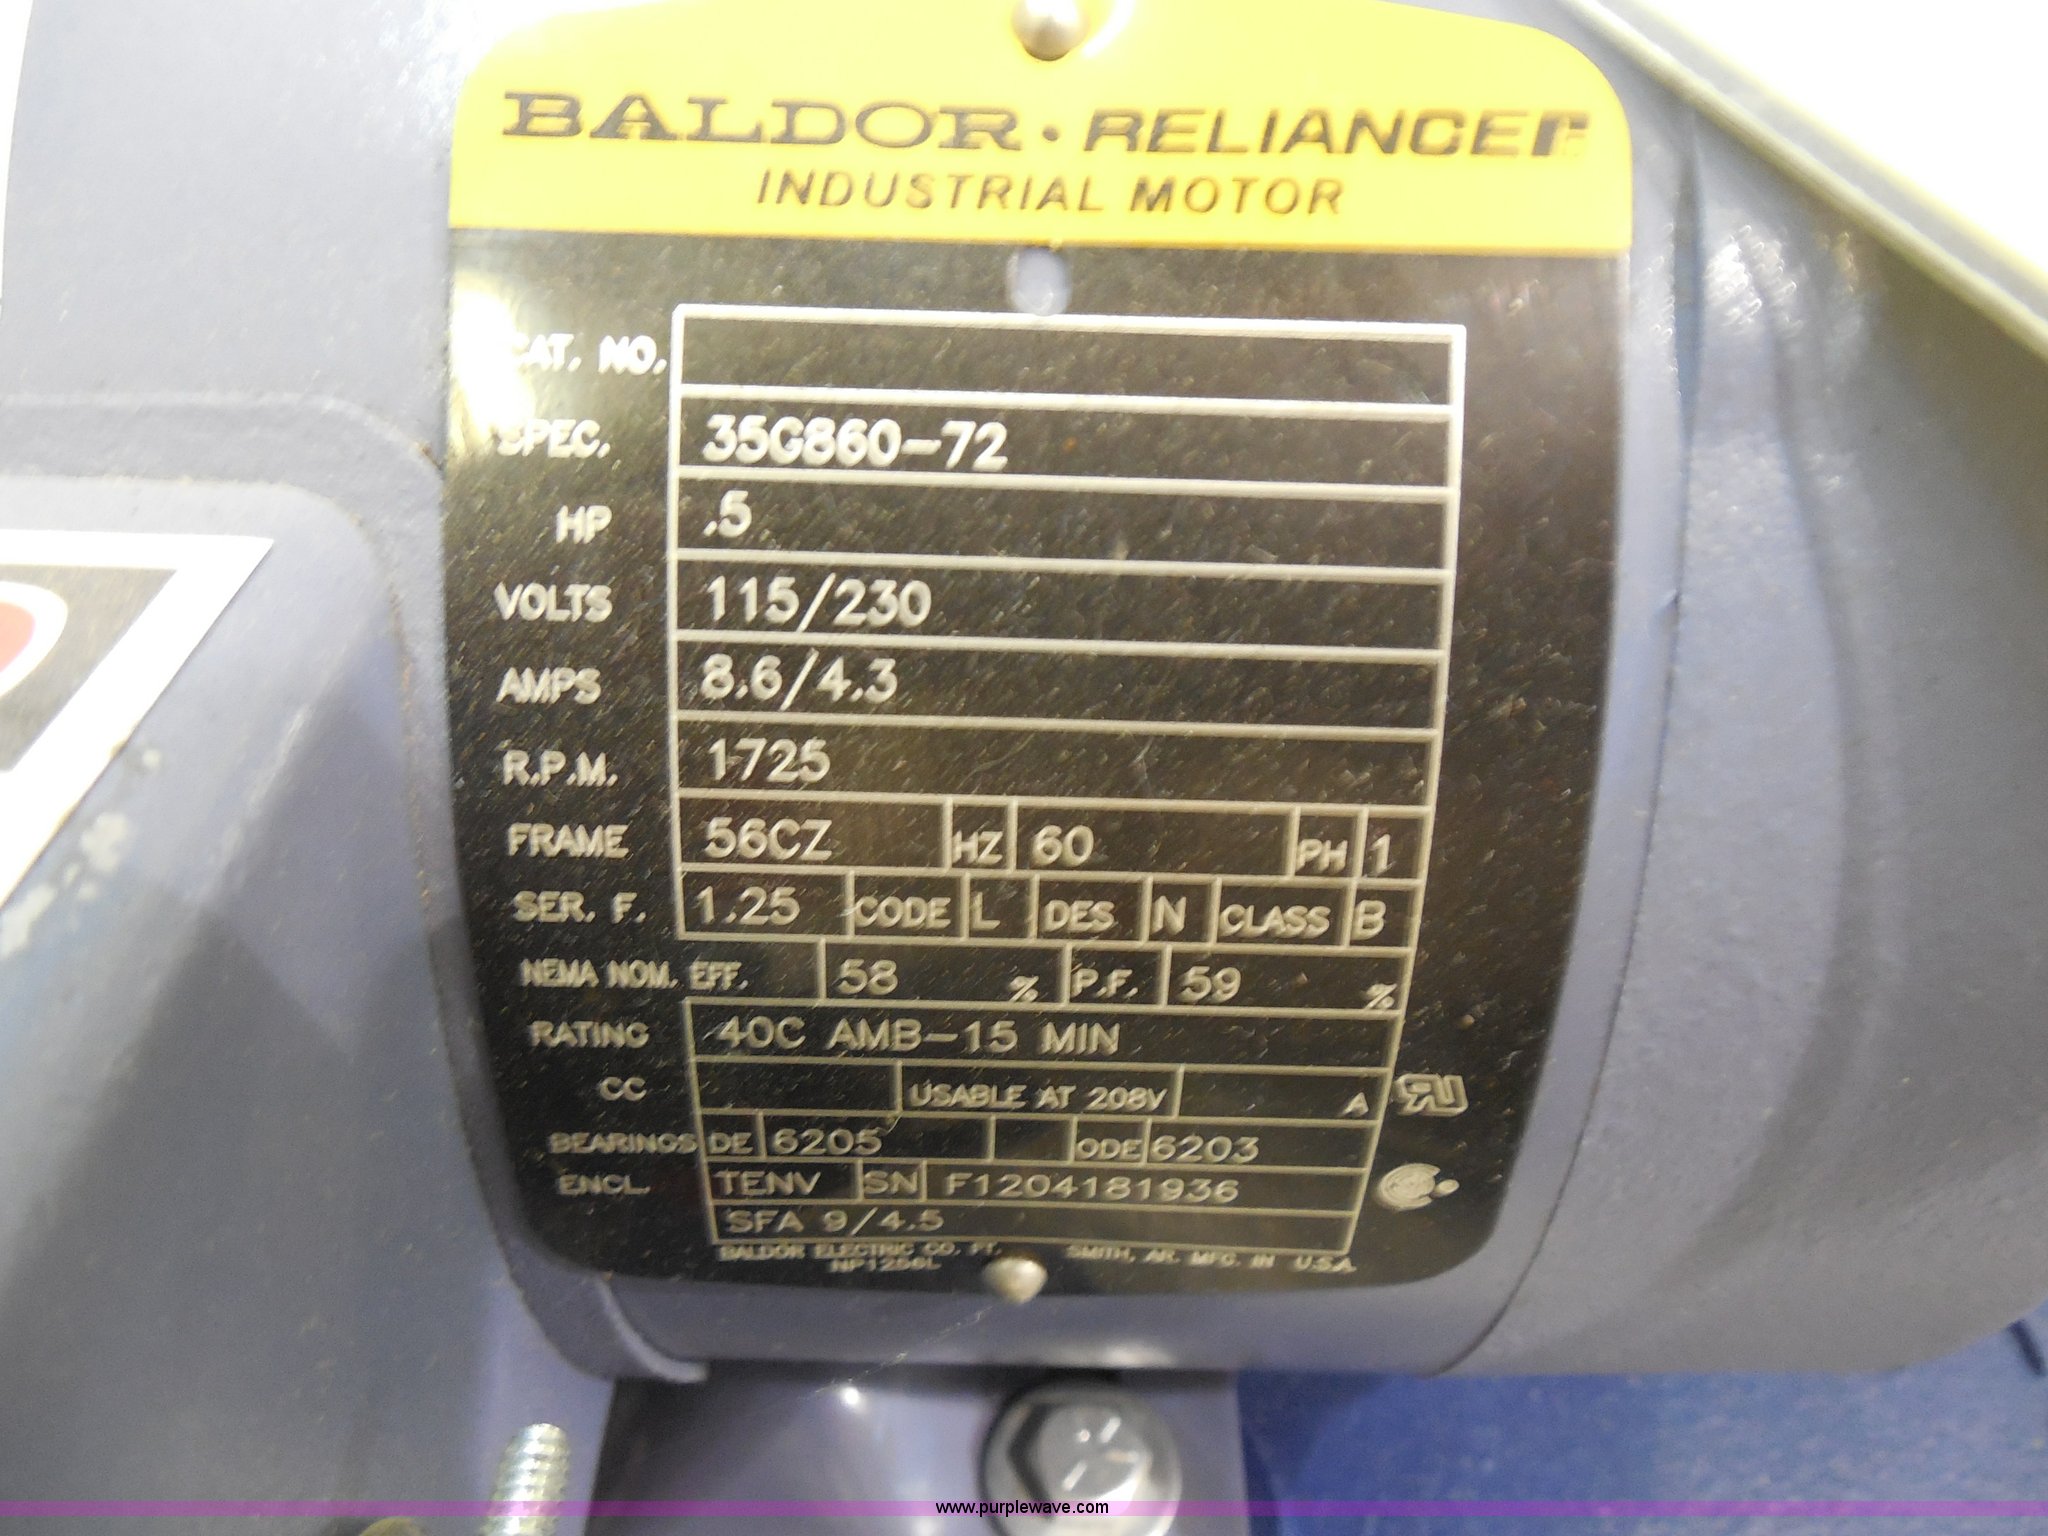 BALDOR · RELIANCE
INDUSTRIAL MOTOR
CAT. NO.
SPEC. 35G860-72
HP .5
VOLTS 115/230
AMPS 8.6/4.3
R.P.M. 1725
FRAME 56CZ HZ 60 PH 1
SER. F. 1.25 CODE L DES N CLASS B
NEMA NOM. EFF. 58 % P.F. 59 %
RATING 40C AMB-15 MIN
CC USABLE AT 208V A
BEARINGS DE 6205 ODE 6203
ENCL. TENV SN F1204181936
SFA 9/4.5
BALDOR ELECTRIC CO. FT. SMITH, AR. MFG. IN U.S.A.
www.purplewave.com